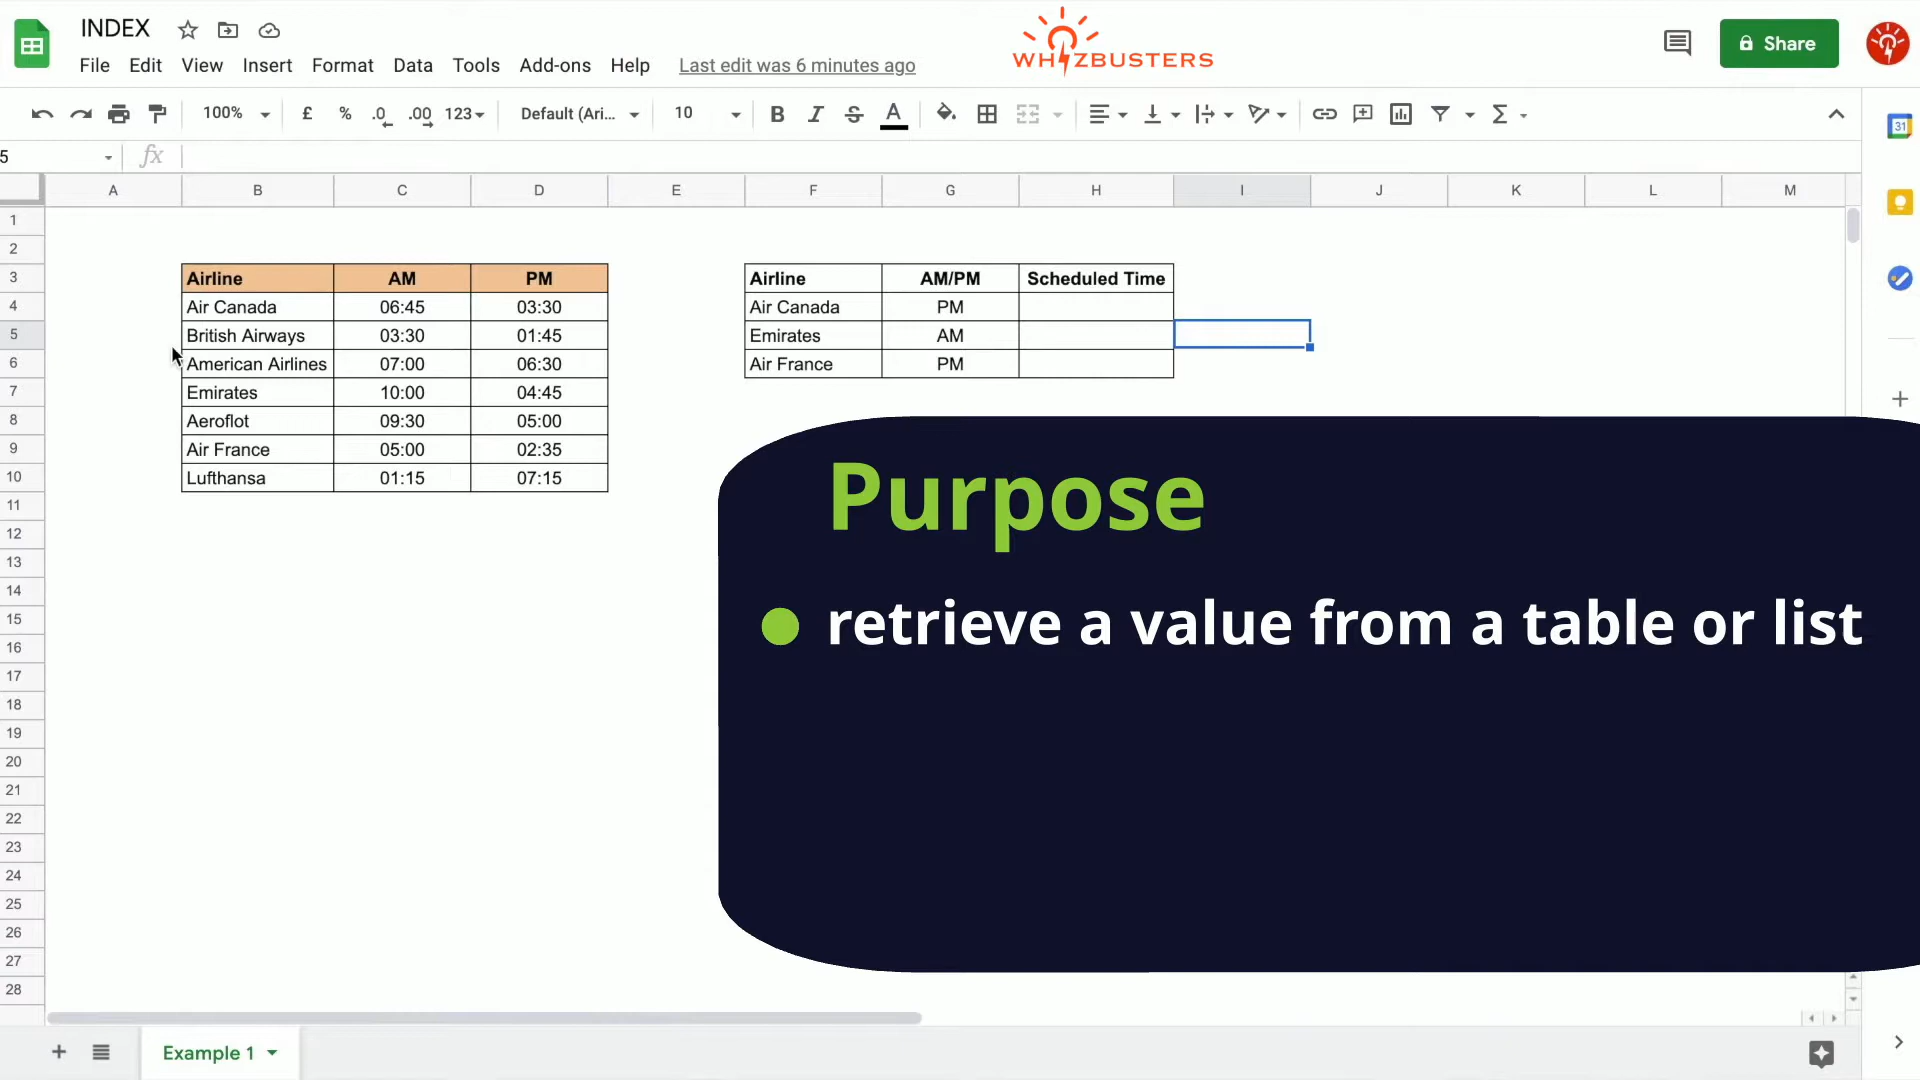 INDEX
File Edit View Insert Format Data Tools Add-ons Help Last edit was 6 minutes ago
WHIZBUSTERS
Share
100% £ % .0 .00 123 Default (Ari... 10 B I S A
31
5 fx
A B C D E F G H I J K L M
1
2
3 Airline AM PM Airline AM/PM Scheduled Time
4 Air Canada 06:45 03:30 Air Canada PM
5 British Airways 03:30 01:45 Emirates AM
6 American Airlines 07:00 06:30 Air France PM
7 Emirates 10:00 04:45
8 Aeroflot 09:30 05:00
9 Air France 05:00 02:35
10 Lufthansa 01:15 07:15
11
12
13
14
15
16
17
18
19
20
21
22
23
24
25
26
27
28
Purpose
retrieve a value from a table or list
Example 1